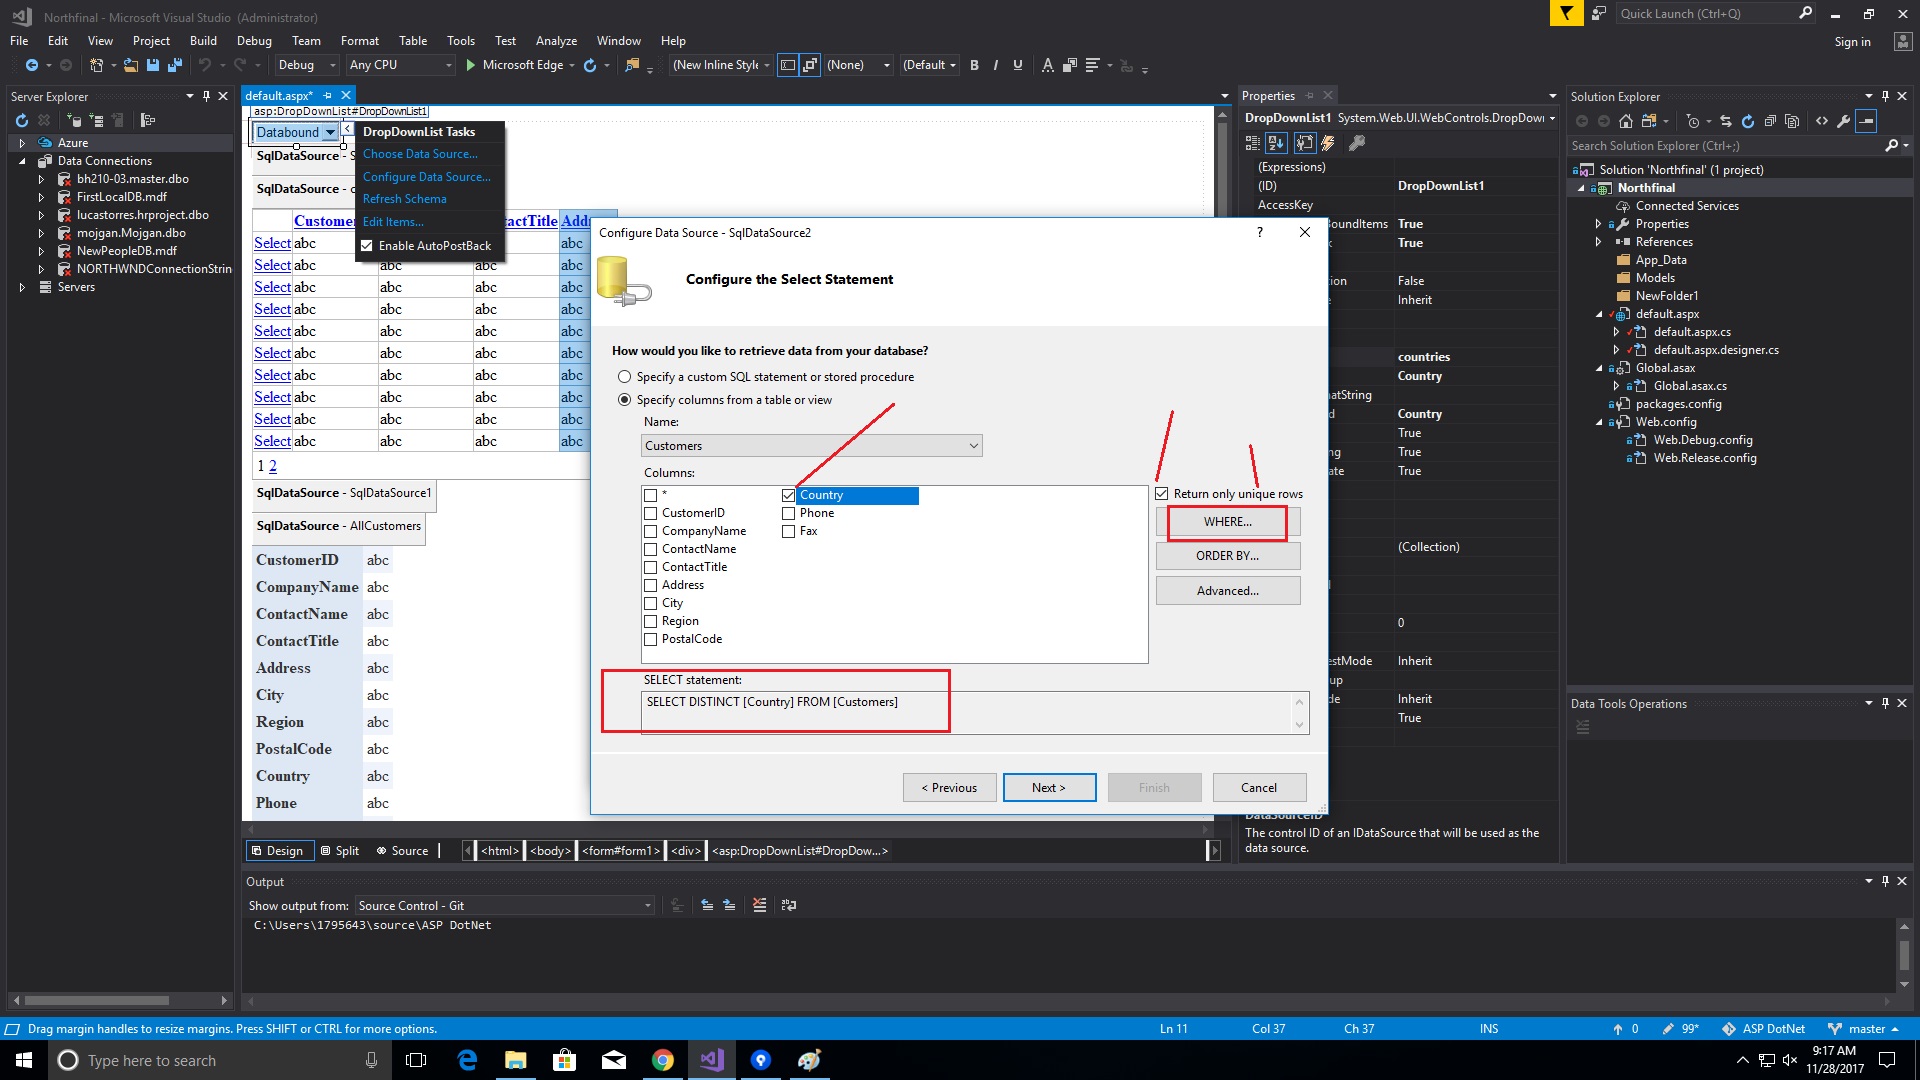 Northfinal - Microsoft Visual Studio (Administrator)
Quick Launch (Ctrl+Q)
File Edit View Project Build Debug Team Format Table Tools Test Analyze Window Help
Sign in
Debug Any CPU Microsoft Edge (New Inline Style (None) (Default B I U A
Server Explorer
Azure
Data Connections
bh210-03.master.dbo
FirstLocalDB.mdf
lucastorres.hrproject.dbo
mojgan.Mojgan.dbo
NewPeopleDB.mdf
NORTHWNDConnectionStrin
Servers
default.aspx*
asp:DropDownList#DropDownList1
Databound
DropDownList Tasks
Choose Data Source...
Configure Data Source...
Refresh Schema
Edit Items...
Enable AutoPostBack
SqlDataSource - S
SqlDataSource - c
Custome ntactTitle Addr
Select abc abc
Select abc abc abc abc
Select abc abc abc abc
Select abc abc abc abc
Select abc abc abc abc
Select abc abc abc abc
Select abc abc abc abc
Select abc abc abc abc
Select abc abc abc abc
Select abc abc abc abc
1 2
SqlDataSource - SqlDataSource1
SqlDataSource - AllCustomers
CustomerID abc
CompanyName abc
ContactName abc
ContactTitle abc
Address abc
City abc
Region abc
PostalCode abc
Country abc
Phone abc
Configure Data Source - SqlDataSource2
?
Configure the Select Statement
How would you like to retrieve data from your database?
Specify a custom SQL statement or stored procedure
Specify columns from a table or view
Name:
Customers
Columns:
*
CustomerID
CompanyName
ContactName
ContactTitle
Address
City
Region
PostalCode
Country
Phone
Fax
Return only unique rows
WHERE...
ORDER BY...
Advanced...
SELECT statement:
SELECT DISTINCT [Country] FROM [Customers]
< Previous Next > Finish Cancel
Properties
DropDownList1 System.Web.UI.WebControls.DropDown
(Expressions)
(ID) DropDownList1
AccessKey
oundItems True
k True
ion False
e Inherit
countries
Country
natString
d Country
True
ng True
ate True
(Collection)
l
0
estMode Inherit
up
de Inherit
True
DataSourceID
The control ID of an IDataSource that will be used as the
data source.
Solution Explorer
Search Solution Explorer (Ctrl+;)
Solution 'Northfinal' (1 project)
Northfinal
Connected Services
Properties
References
App_Data
Models
NewFolder1
default.aspx
default.aspx.cs
default.aspx.designer.cs
Global.asax
Global.asax.cs
packages.config
Web.config
Web.Debug.config
Web.Release.config
Data Tools Operations
Design Split Source <html> <body> <form#form1> <div> <asp:DropDownList#DropDow...>
Output
Show output from: Source Control - Git
C:\Users\1795643\source\ASP DotNet
Drag margin handles to resize margins. Press SHIFT or CTRL for more options.
Ln 11 Col 37 Ch 37 INS 0 99* ASP DotNet master
Type here to search
9:17 AM
11/28/2017